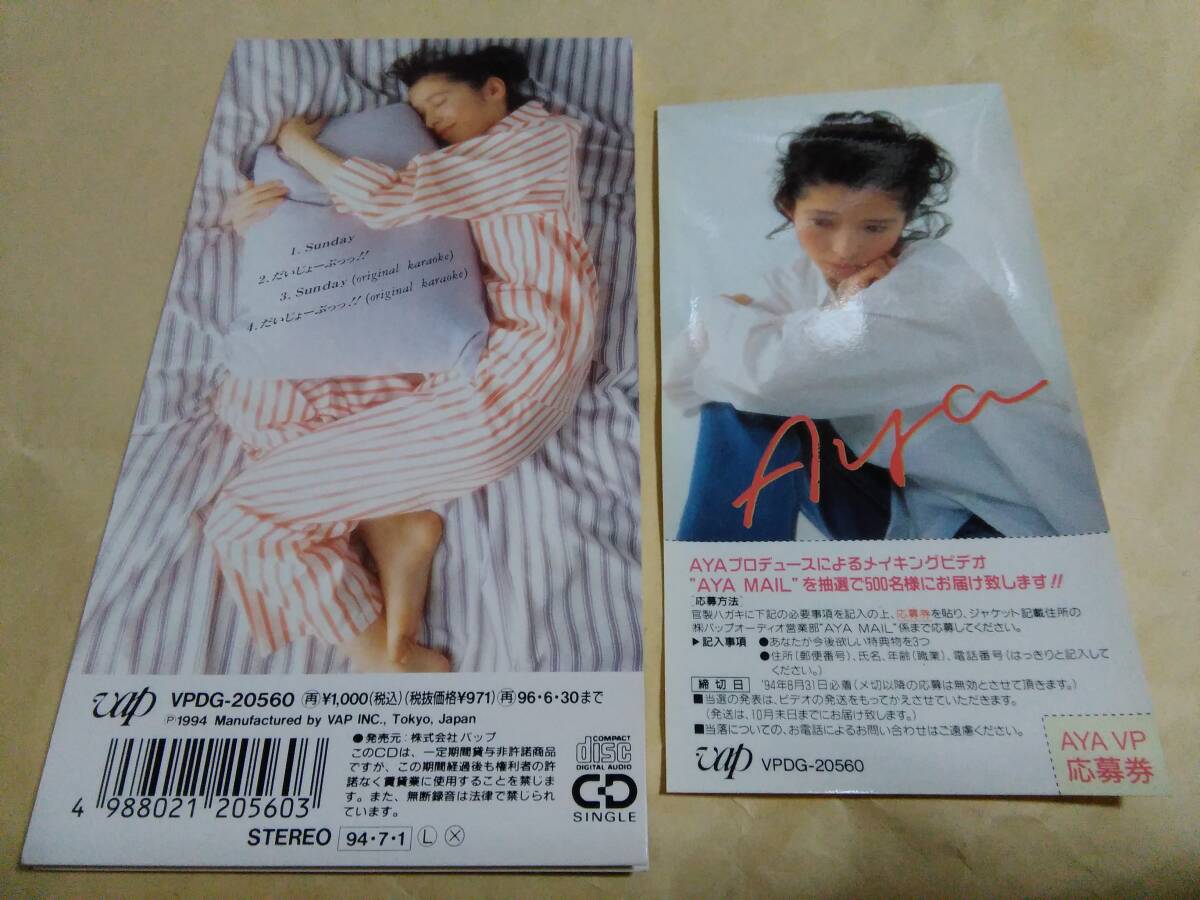 1. Sunday
2. だいじょーぶっっ!!
3. Sunday (original karaoke)
4. だいじょーぶっっ!! (original karaoke)
vap VPDG-20560 再¥1,000(税込)(税抜価格¥971)再96・6・30まで
Ⓟ1994 Manufactured by VAP INC., Tokyo, Japan
●発売元:株式会社バップ
このCDは、一定期間貸与非許諾商品
ですが、この期間経過後も権利者の許
諾なく賃貸業に使用することを禁じま
す。また、無断録音は法律で禁じられ
ています。
COMPACT
disc
DIGITAL AUDIO
CD
SINGLE
4 988021 205603
STEREO 94・7・1 Ⓛ Ⓧ
Aya
AYAプロデュースによるメイキングビデオ
"AYA MAIL"を抽選で500名様にお届け致します!!
応募方法
官製ハガキに下記の必要事項を記入の上、応募券を貼り、ジャケット記載住所の
㈱バップオーディオ営業部"AYA MAIL"係まで応募してください。
▶記入事項 ●あなたが今後欲しい特典物を3つ
●住所(郵便番号)、氏名、年齢(職業)、電話番号(はっきりと記入して
ください。)
締切日 '94年8月31日必着(〆切以降の応募は無効とさせて頂きます。)
■当選の発表は、ビデオの発送をもってかえさせていただきます。
(発送は、10月末日までにお届け致します。)
■当落についての、お電話によるお問い合わせはご遠慮ください。
vap VPDG-20560
AYA VP
応募券